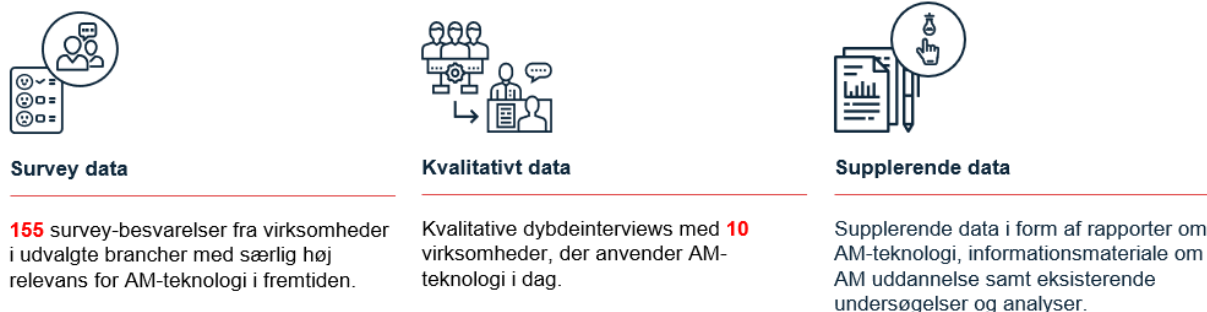 Survey data
155 survey-besvarelser fra virksomheder
i udvalgte brancher med særlig høj
relevans for AM-teknologi i fremtiden.
Kvalitativt data
Kvalitative dybdeinterviews med 10
virksomheder, der anvender AM-
teknologi i dag.
Supplerende data
Supplerende data i form af rapporter om
AM-teknologi, informationsmateriale om
AM uddannelse samt eksisterende
undersøgelser og analyser.